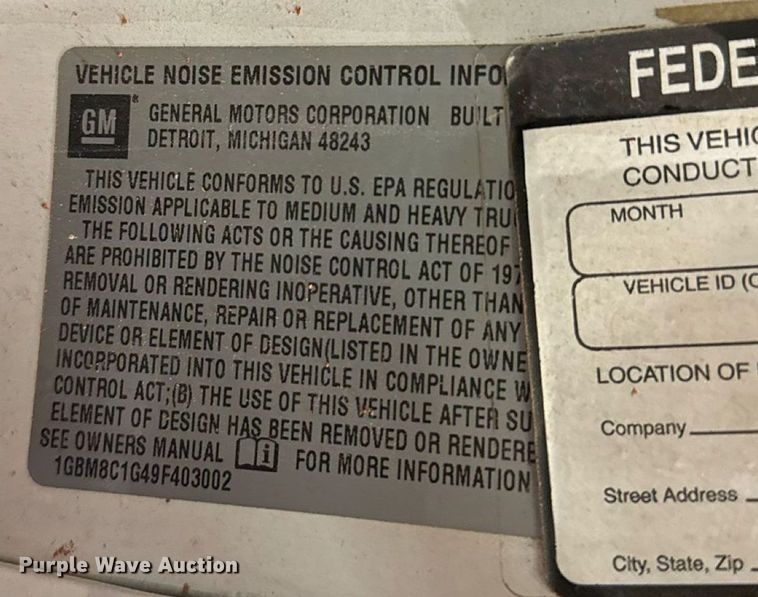 VEHICLE NOISE EMISSION CONTROL INFO
GM
GENERAL MOTORS CORPORATION BUILT
DETROIT, MICHIGAN 48243
THIS VEHICLE CONFORMS TO U.S. EPA REGULATIO
EMISSION APPLICABLE TO MEDIUM AND HEAVY TRU
THE FOLLOWING ACTS OR THE CAUSING THEREOF
ARE PROHIBITED BY THE NOISE CONTROL ACT OF 197
REMOVAL OR RENDERING INOPERATIVE, OTHER THAN
OF MAINTENANCE, REPAIR OR REPLACEMENT OF ANY
DEVICE OR ELEMENT OF DESIGN(LISTED IN THE OWNE
INCORPORATED INTO THIS VEHICLE IN COMPLIANCE W
CONTROL ACT;(B) THE USE OF THIS VEHICLE AFTER SU
ELEMENT OF DESIGN HAS BEEN REMOVED OR RENDERE
SEE OWNERS MANUAL FOR MORE INFORMATION
1GBM8C1G49F403002
FEDE
THIS VEHIC
CONDUCT
MONTH
VEHICLE ID (O
LOCATION OF
Company
Street Address
City, State, Zip
Purple Wave Auction